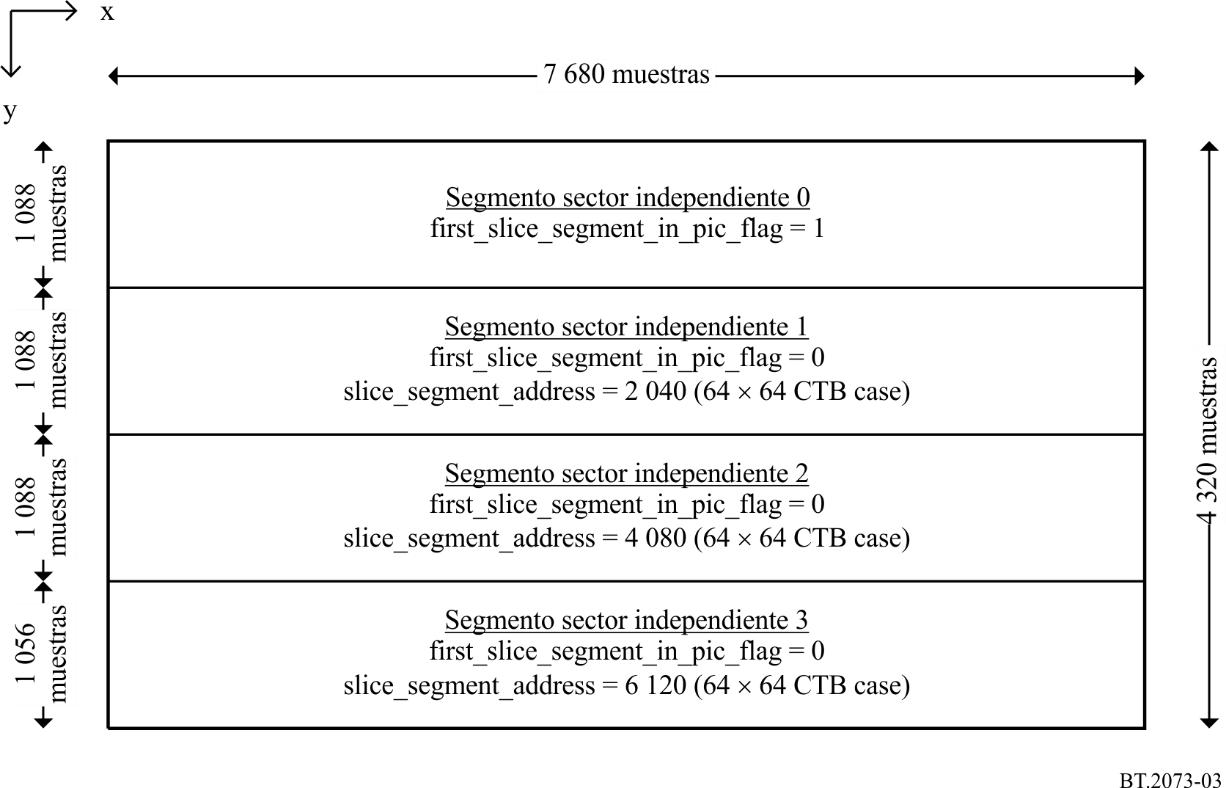 x
7 680 muestras
y
1 088
muestras
Segmento sector independiente 0
first_slice_segment_in_pic_flag = 1
1 088
muestras
Segmento sector independiente 1
first_slice_segment_in_pic_flag = 0
slice_segment_address = 2 040 (64 × 64 CTB case)
4 320 muestras
1 088
muestras
Segmento sector independiente 2
first_slice_segment_in_pic_flag = 0
slice_segment_address = 4 080 (64 × 64 CTB case)
1 056
muestras
Segmento sector independiente 3
first_slice_segment_in_pic_flag = 0
slice_segment_address = 6 120 (64 × 64 CTB case)
BT.2073-03